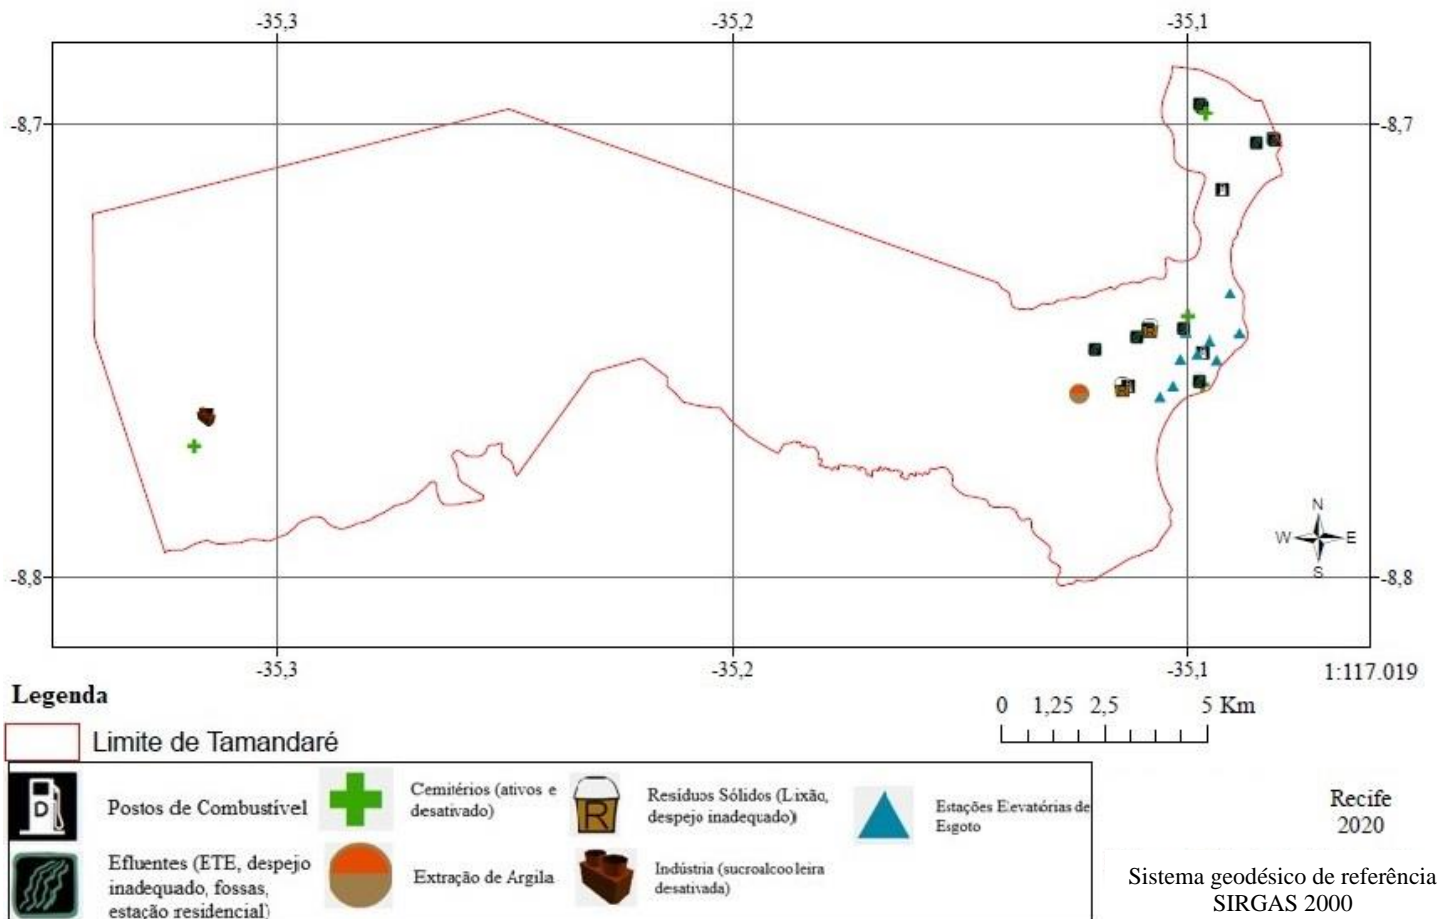 -35,3
-35,2
-35,1
-8,7
-8,7
-8,8
-8,8
N
W E
S
-35,3
-35,2
-35,1
1:117.019
Legenda
0 1,25 2,5 5 Km
Limite de Tamandaré
D
Postos de Combustível
Cemitérios (ativos e
desativado)
R
Resíduos Sólidos (Lixão,
despejo inadequado))
Estações Elevatórias de
Esgoto
Efluentes (ETE, despejo
inadequado, fossas,
estação residencial)
Extração de Argila
Indústria (sucroalcooleira
desativada)
Recife
2020
Sistema geodésico de referência
SIRGAS 2000